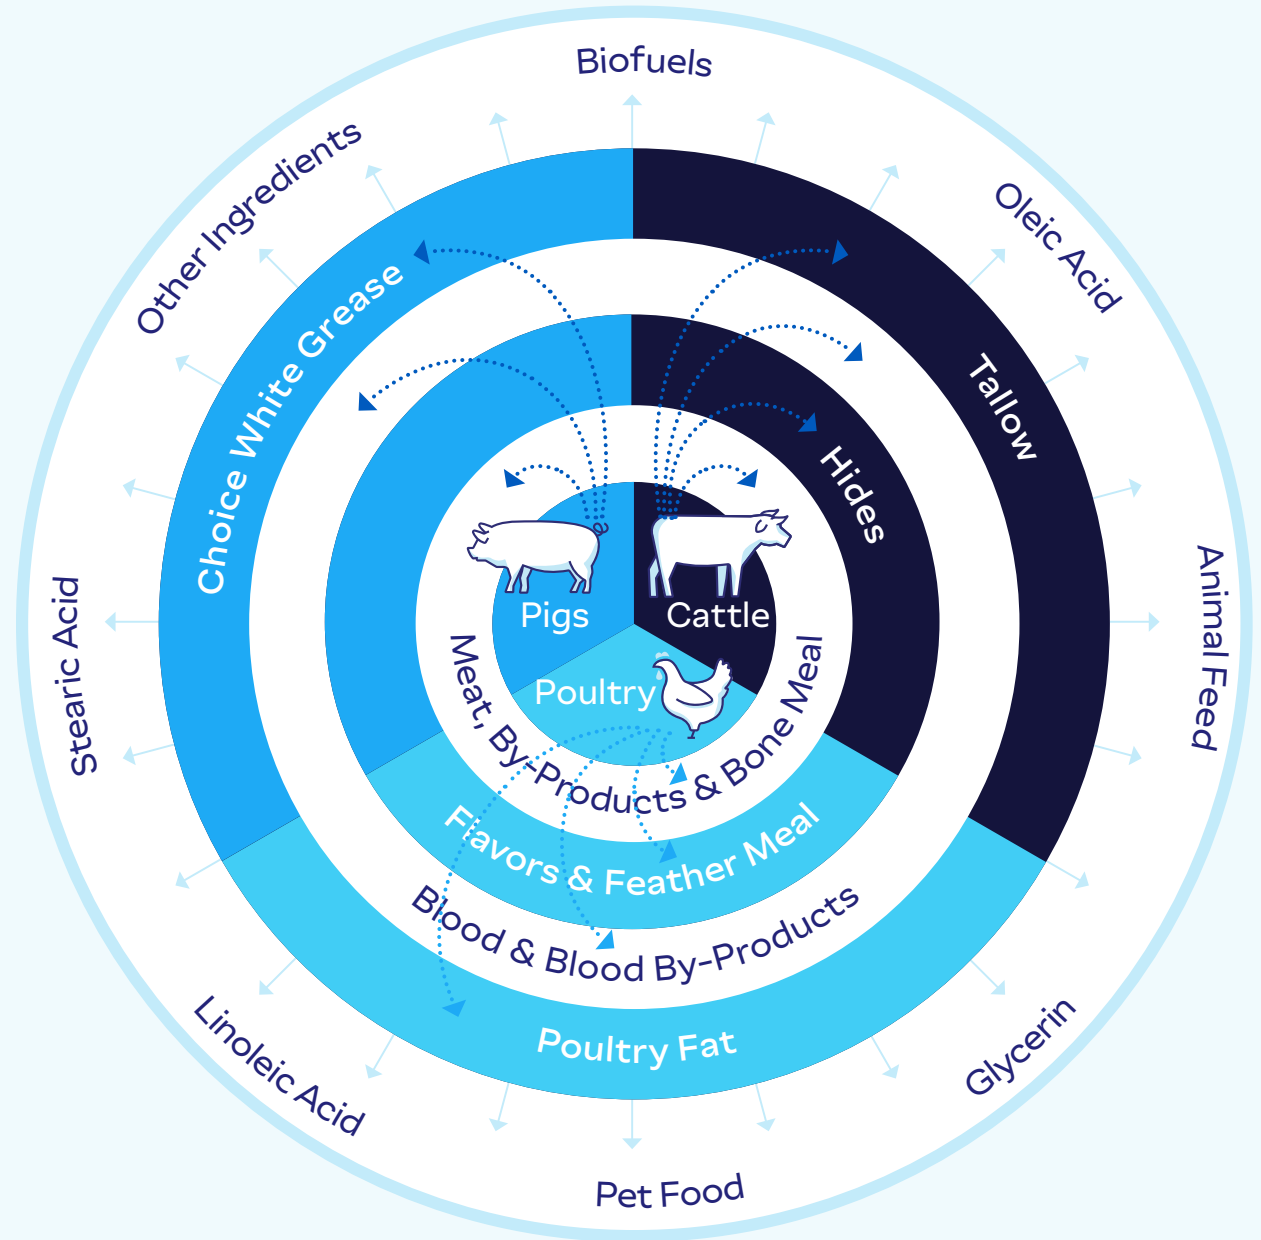 Biofuels
Other Ingredients
Oleic Acid
Choice White Grease
Tallow
Hides
Pigs
Cattle
Poultry
Meat, By-Products & Bone Meal
Flavors & Feather Meal
Blood & Blood By-Products
Poultry Fat
Stearic Acid
Animal Feed
Linoleic Acid
Glycerin
Pet Food